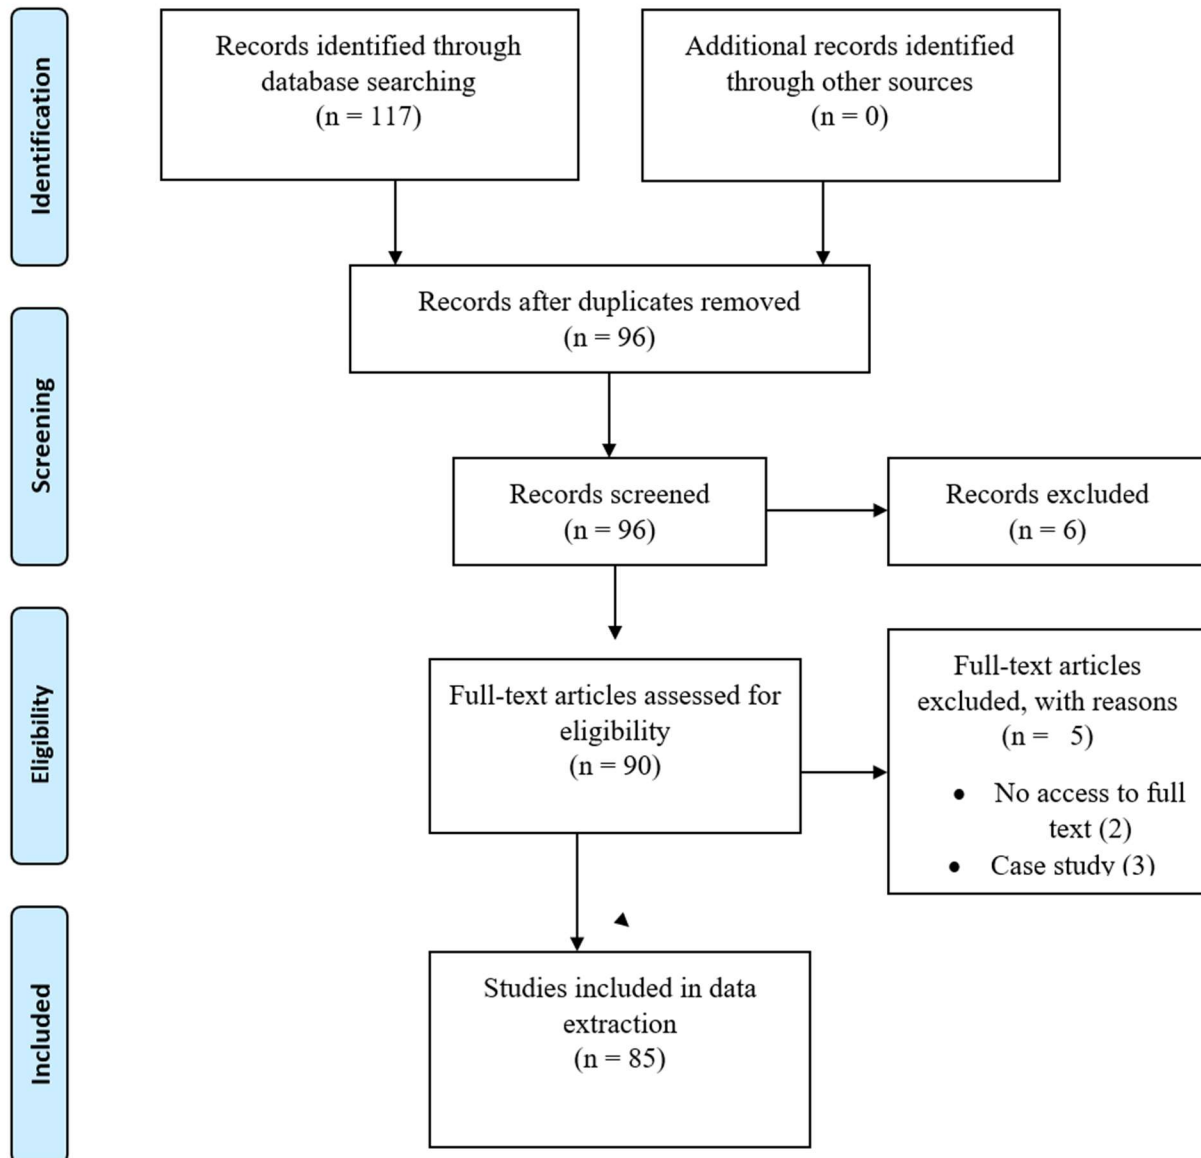 Identification
Records identified through
database searching
(n = 117)
Additional records identified
through other sources
(n = 0)
Records after duplicates removed
(n = 96)
Screening
Records screened
(n = 96)
Records excluded
(n = 6)
Eligibility
Full-text articles assessed for
eligibility
(n = 90)
Full-text articles
excluded, with reasons
(n =   5)
• No access to full
text (2)
• Case study (3)
Included
Studies included in data
extraction
(n = 85)